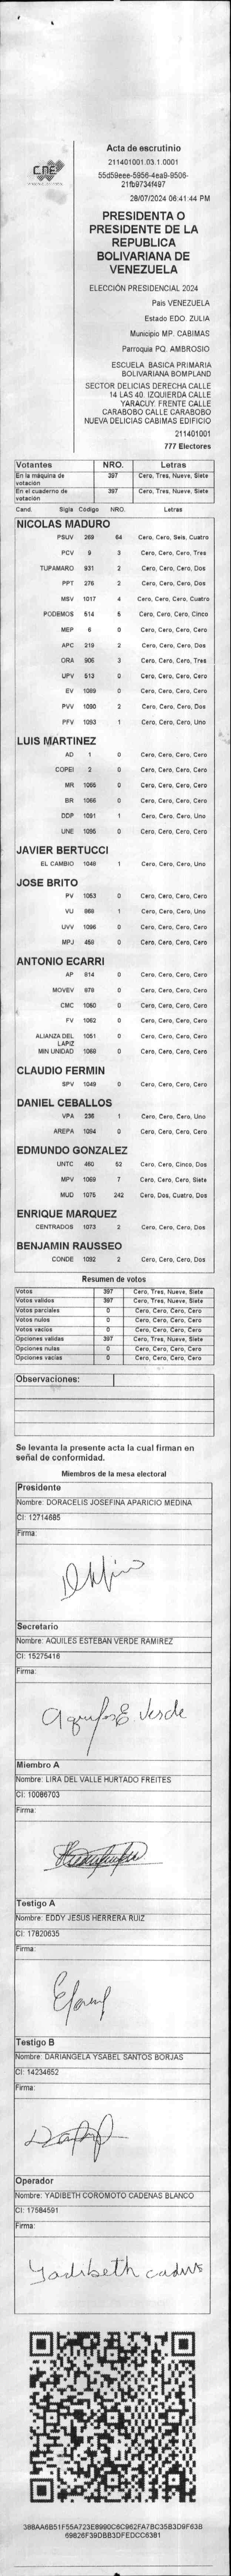 CNE
Acta de escrutinio
211401001.03.1.0001
55d59eee-5956-4ea9-9506-
21fb9734f497
28/07/2024 06:41:44 PM
PRESIDENTA O
PRESIDENTE DE LA
REPUBLICA
BOLIVARIANA DE
VENEZUELA
ELECCIÓN PRESIDENCIAL 2024
País VENEZUELA
Estado EDO. ZULIA
Municipio MP. CABIMAS
Parroquia PQ. AMBROSIO
ESCUELA BASICA PRIMARIA
BOLIVARIANA BOMPLAND
SECTOR DELICIAS DERECHA CALLE
14 LAS 40. IZQUIERDA CALLE
YARACUY. FRENTE CALLE
CARABOBO CALLE CARABOBO
NUEVA DELICIAS CABIMAS EDIFICIO
211401001
777 Electores
Votantes NRO. Letras
En la máquina de votación 397 Cero, Tres, Nueve, Siete
En el cuaderno de votación 397 Cero, Tres, Nueve, Siete
Cand. Sigla Código NRO. Letras
NICOLAS MADURO
PSUV 269 64 Cero, Cero, Seis, Cuatro
PCV 9 3 Cero, Cero, Cero, Tres
TUPAMARO 931 2 Cero, Cero, Cero, Dos
PPT 276 2 Cero, Cero, Cero, Dos
MSV 1017 4 Cero, Cero, Cero, Cuatro
PODEMOS 514 5 Cero, Cero, Cero, Cinco
MEP 6 0 Cero, Cero, Cero, Cero
APC 219 2 Cero, Cero, Cero, Dos
ORA 906 3 Cero, Cero, Cero, Tres
UPV 513 0 Cero, Cero, Cero, Cero
EV 1089 0 Cero, Cero, Cero, Cero
PVV 1090 2 Cero, Cero, Cero, Dos
PFV 1093 1 Cero, Cero, Cero, Uno
LUIS MARTINEZ
AD 1 0 Cero, Cero, Cero, Cero
COPEI 2 0 Cero, Cero, Cero, Cero
MR 1065 0 Cero, Cero, Cero, Cero
BR 1066 0 Cero, Cero, Cero, Cero
DDP 1091 1 Cero, Cero, Cero, Uno
UNE 1095 0 Cero, Cero, Cero, Cero
JAVIER BERTUCCI
EL CAMBIO 1048 1 Cero, Cero, Cero, Uno
JOSE BRITO
PV 1053 0 Cero, Cero, Cero, Cero
VU 868 1 Cero, Cero, Cero, Uno
UVV 1096 0 Cero, Cero, Cero, Cero
MPJ 458 0 Cero, Cero, Cero, Cero
ANTONIO ECARRI
AP 814 0 Cero, Cero, Cero, Cero
MOVEV 879 0 Cero, Cero, Cero, Cero
CMC 1060 0 Cero, Cero, Cero, Cero
FV 1062 0 Cero, Cero, Cero, Cero
ALIANZA DEL LAPIZ 1051 0 Cero, Cero, Cero, Cero
MIN UNIDAD 1068 0 Cero, Cero, Cero, Cero
CLAUDIO FERMIN
SPV 1049 0 Cero, Cero, Cero, Cero
DANIEL CEBALLOS
VPA 236 1 Cero, Cero, Cero, Uno
AREPA 1094 0 Cero, Cero, Cero, Cero
EDMUNDO GONZALEZ
UNTC 460 52 Cero, Cero, Cinco, Dos
MPV 1069 7 Cero, Cero, Cero, Siete
MUD 1075 242 Cero, Dos, Cuatro, Dos
ENRIQUE MARQUEZ
CENTRADOS 1073 2 Cero, Cero, Cero, Dos
BENJAMIN RAUSSEO
CONDE 1092 2 Cero, Cero, Cero, Dos
Resumen de votos
Votos 397 Cero, Tres, Nueve, Siete
Votos validos 397 Cero, Tres, Nueve, Siete
Votos parciales 0 Cero, Cero, Cero, Cero
Votos nulos 0 Cero, Cero, Cero, Cero
Votos vacios 0 Cero, Cero, Cero, Cero
Opciones validas 397 Cero, Tres, Nueve, Siete
Opciones nulas 0 Cero, Cero, Cero, Cero
Opciones vacias 0 Cero, Cero, Cero, Cero
Observaciones:
Se levanta la presente acta la cual firman en
señal de conformidad.
Miembros de la mesa electoral
Presidente
Nombre: DORACELIS JOSEFINA APARICIO MEDINA
CI: 12714685
Firma:
Secretario
Nombre: AQUILES ESTEBAN VERDE RAMIREZ
CI: 15275416
Firma:
Aquiles E. Verde
Miembro A
Nombre: LIRA DEL VALLE HURTADO FREITES
CI: 10086703
Firma:
Testigo A
Nombre: EDDY JESUS HERRERA RUIZ
CI: 17820635
Firma:
Testigo B
Nombre: DARIANGELA YSABEL SANTOS BORJAS
CI: 14234652
Firma:
Operador
Nombre: YADIBETH COROMOTO CADENAS BLANCO
CI: 17584591
Firma:
Yadibeth
388AA6B51F55A723E8990C6C962FA7BC35B3D9F63B
69826F39DBB3DFEDCC6381